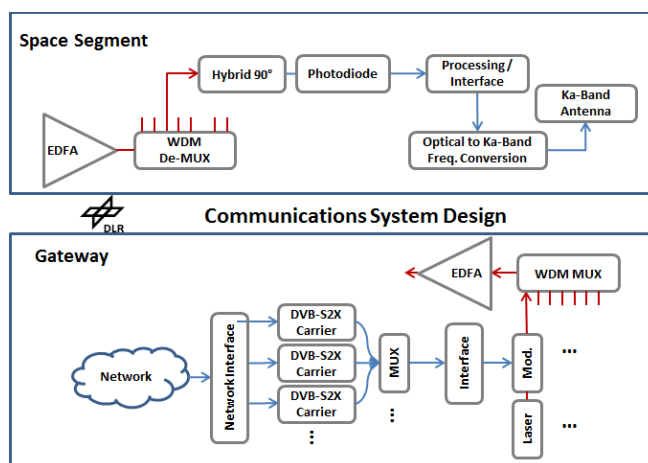 Space Segment
Hybrid 90°
Photodiode
Processing /
Interface
Ka-Band
Antenna
EDFA
WDM
De-MUX
Optical to Ka-Band
Freq. Conversion
DLR
Communications System Design
Gateway
EDFA
WDM MUX
Network
Network Interface
DVB-S2X
Carrier
DVB-S2X
Carrier
DVB-S2X
Carrier
...
MUX
...
Interface
Mod.
...
Laser
...